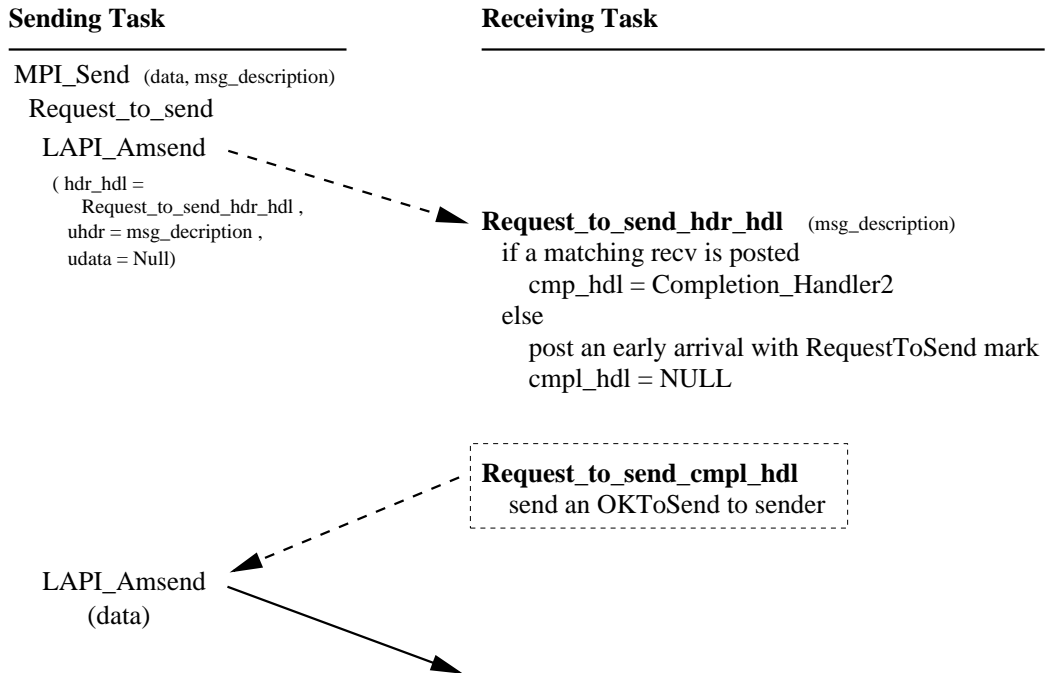 Sending Task
Receiving Task
MPI_Send (data, msg_description)
Request_to_send
LAPI_Amsend
( hdr_hdl =
Request_to_send_hdr_hdl ,
uhdr = msg_decription ,
udata = Null)
Request_to_send_hdr_hdl (msg_description)
if a matching recv is posted
cmp_hdl = Completion_Handler2
else
post an early arrival with RequestToSend mark
cmpl_hdl = NULL
Request_to_send_cmpl_hdl
send an OKToSend to sender
LAPI_Amsend
(data)